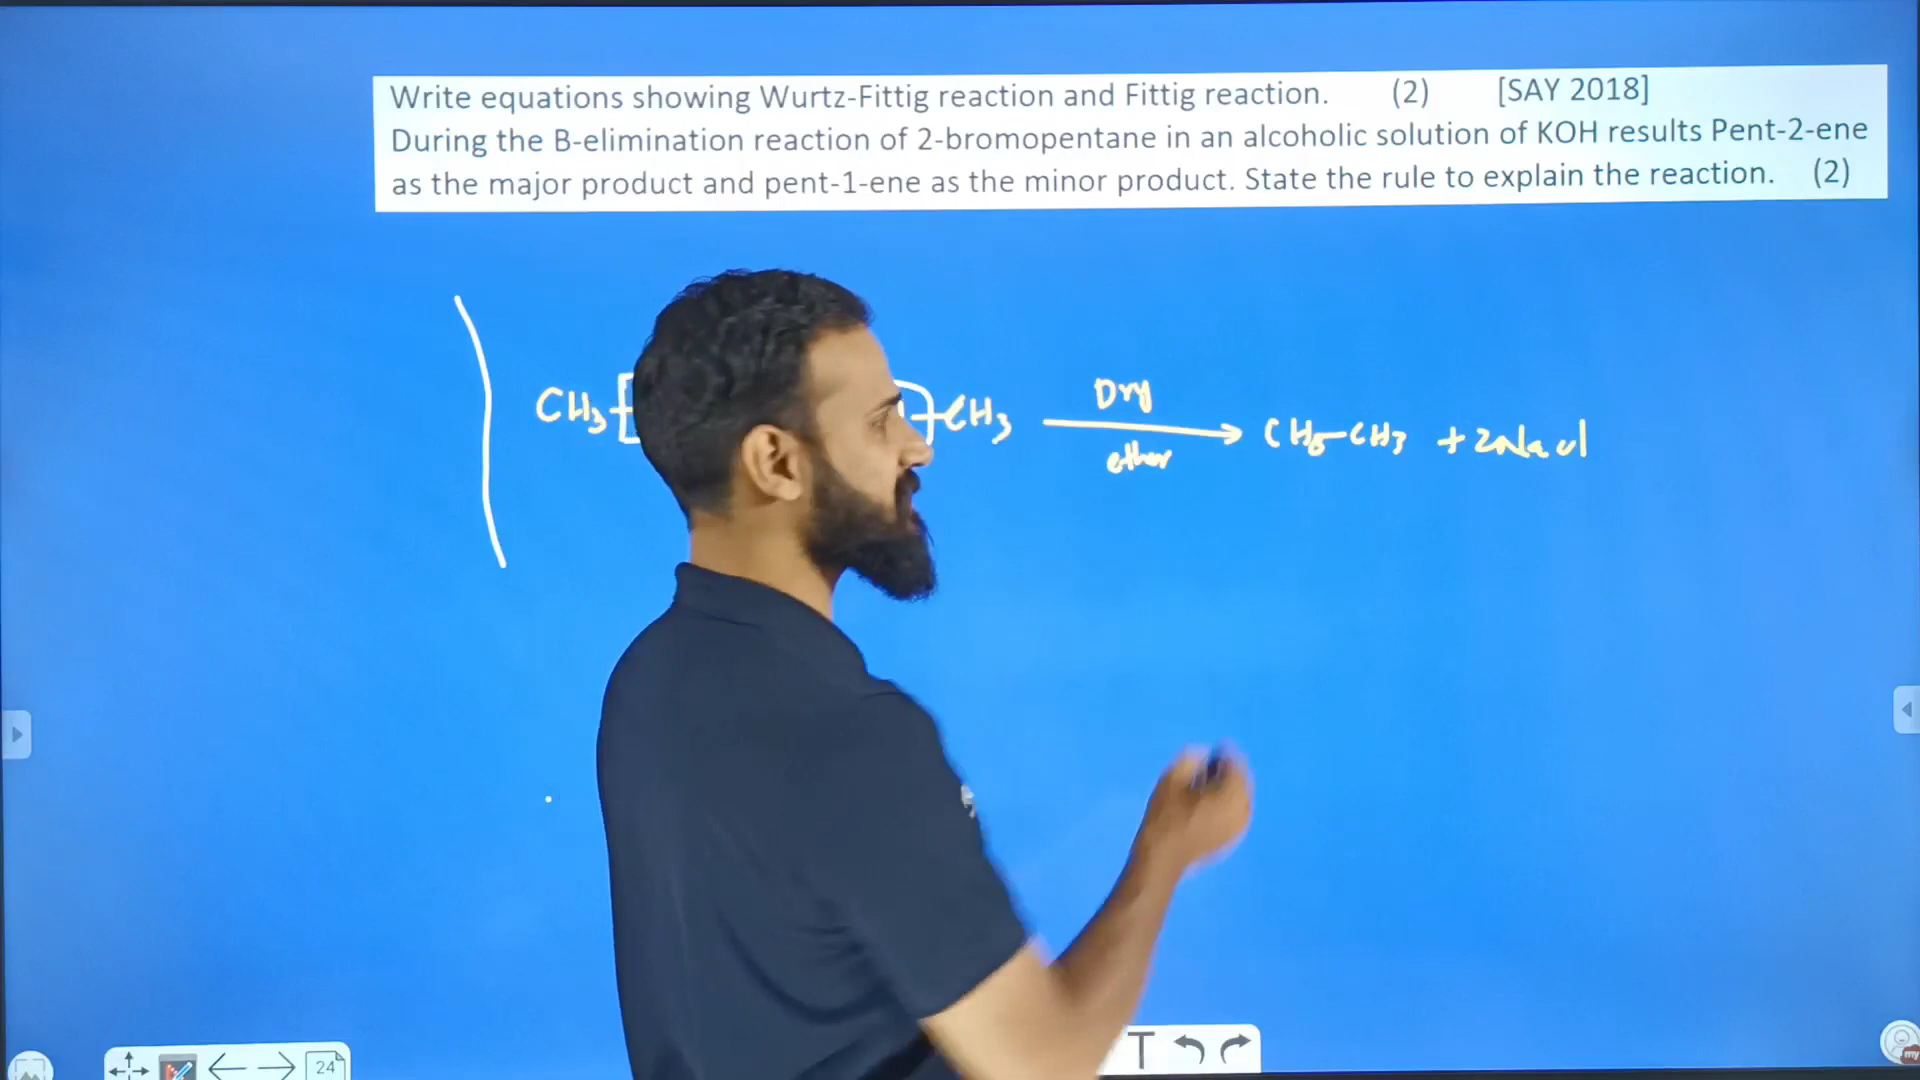 Write equations showing Wurtz-Fittig reaction and Fittig reaction. (2) [SAY 2018]
During the B-elimination reaction of 2-bromopentane in an alcoholic solution of KOH results Pent-2-ene
as the major product and pent-1-ene as the minor product. State the rule to explain the reaction. (2)
Dry
CH3 CH3 CH3-CH3 + 2NaCl
ether
24
T
my